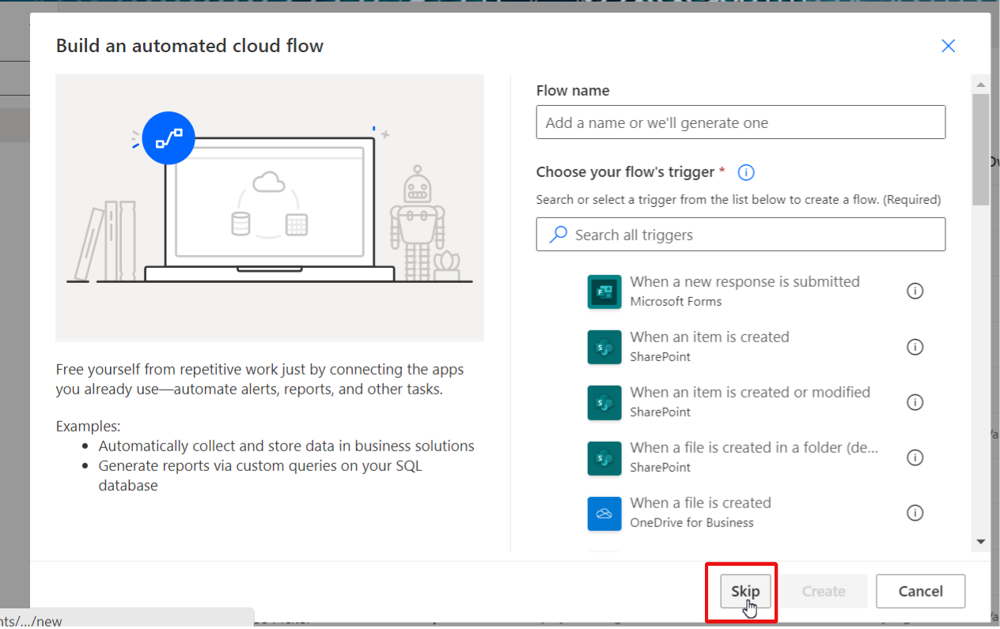 Build an automated cloud flow
Flow name
Add a name or we'll generate one
Choose your flow's trigger *
Search or select a trigger from the list below to create a flow. (Required)
Search all triggers
When a new response is submitted
Microsoft Forms
When an item is created
SharePoint
When an item is created or modified
SharePoint
When a file is created in a folder (de...
SharePoint
When a file is created
OneDrive for Business
Free yourself from repetitive work just by connecting the apps
you already use—automate alerts, reports, and other tasks.
Examples:
• Automatically collect and store data in business solutions
• Generate reports via custom queries on your SQL
database
Skip
Create
Cancel
nts/.../new